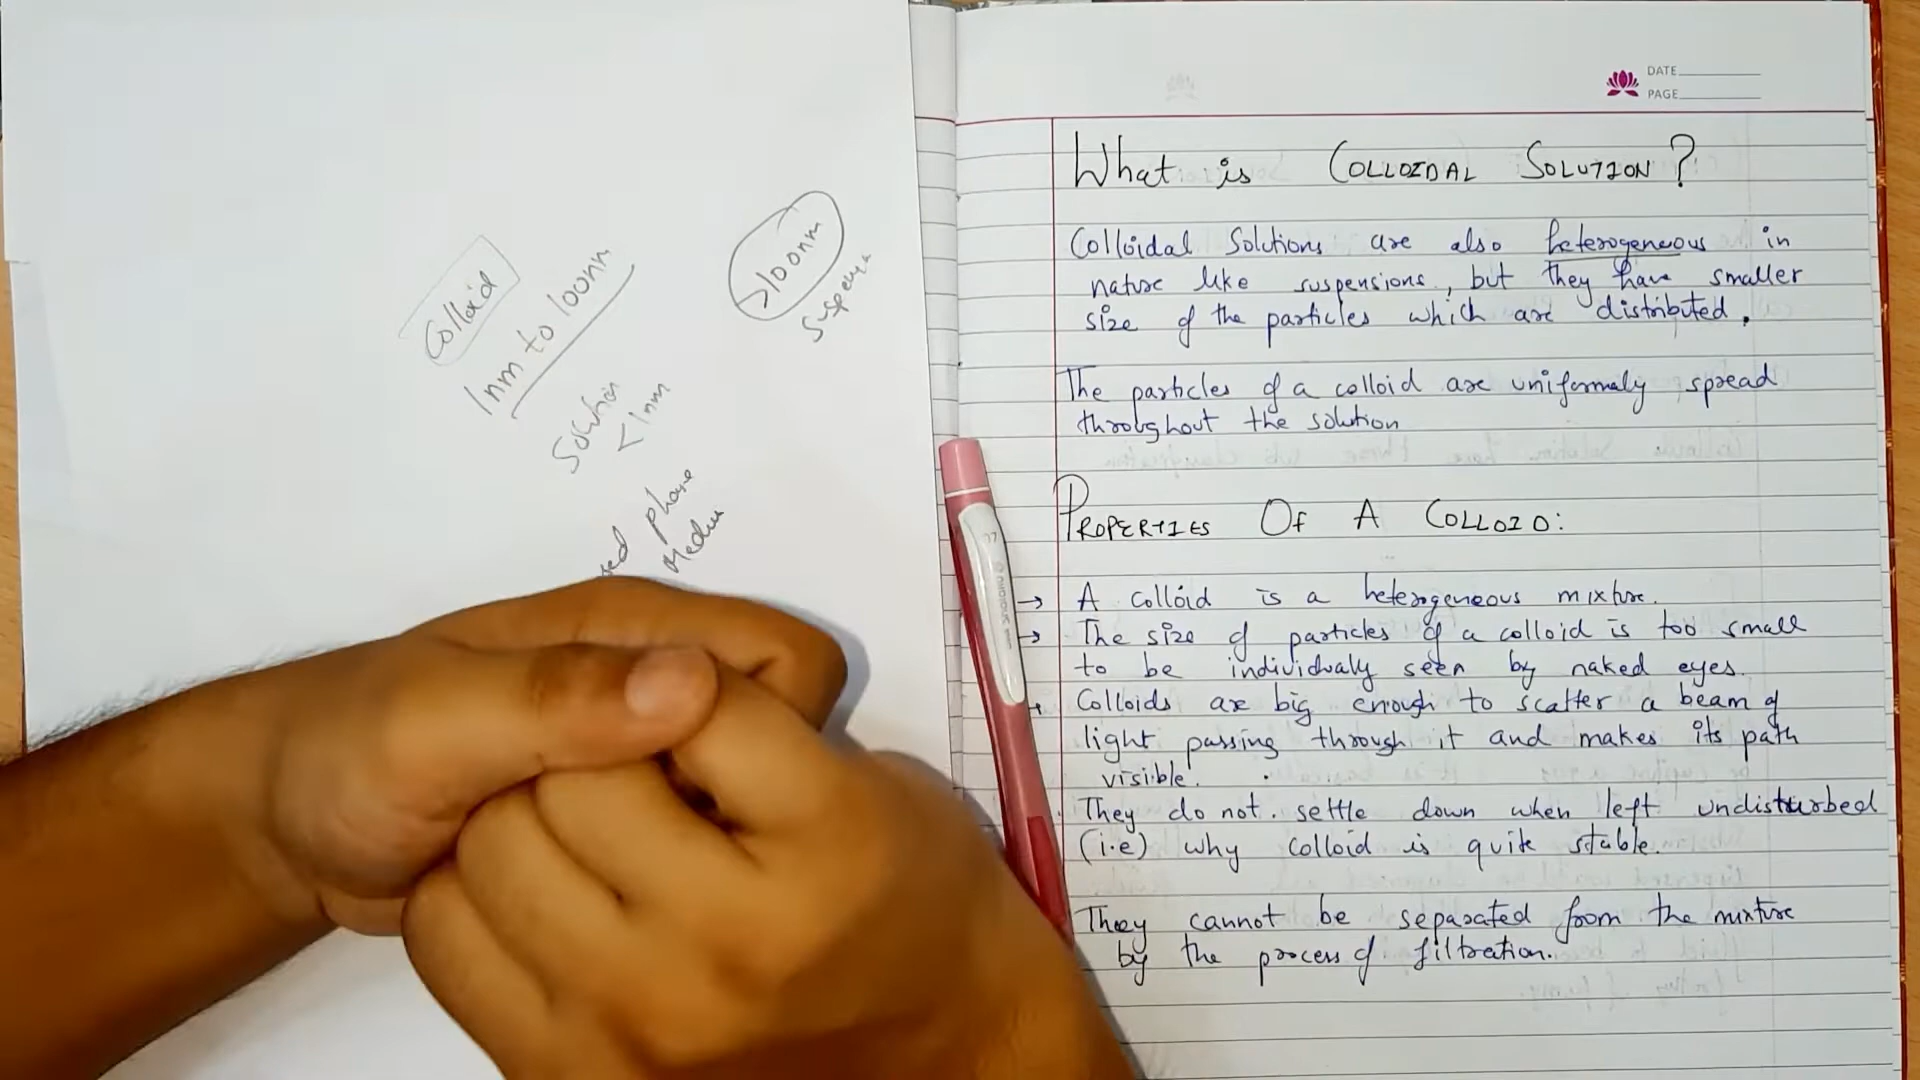 Colloid
1nm to 100nm
>100nm
Solution
< 1nm
phase
DATE
PAGE
What is COLLOIDAL SOLUTION?
Colloidal Solutions are also heterogeneous in
nature like suspensions, but they have smaller
size of the particles which are distributed.
The particles of a colloid are uniformaly spread
throughout the solution
PROPERTIES OF A COLLOID:
→ A colloid is a heterogeneous mixture.
→ The size of particles of a colloid is too small
to be individualy seen by naked eyes.
→ Colloids are big enough to scatter a beam of
light passing through it and makes its path
visible.
They do not settle down when left undisturbed
(i.e) why colloid is quite stable.
They cannot be separated from the mixture
by the process of filtration.